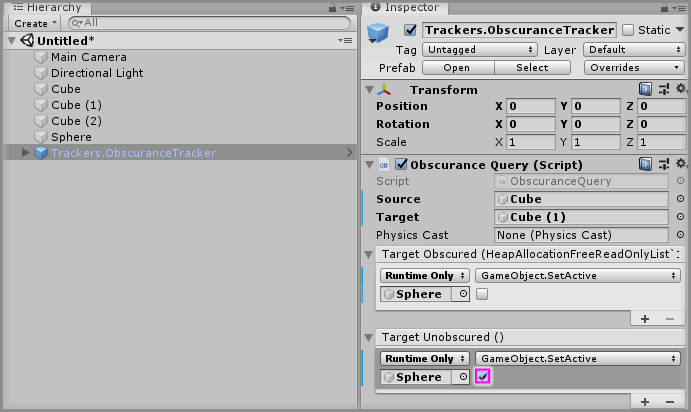 Hierarchy
Create
All
Untitled*
Main Camera
Directional Light
Cube
Cube (1)
Cube (2)
Sphere
Trackers.ObscuranceTracker
Inspector
Trackers.ObscuranceTracker Static
Tag Untagged Layer Default
Prefab Open Select Overrides
Transform
Position X 0 Y 0 Z 0
Rotation X 0 Y 0 Z 0
Scale X 1 Y 1 Z 1
C# Obscurance Query (Script)
Script ObscuranceQuery
Source Cube
Target Cube (1)
Physics Cast None (Physics Cast)
Target Obscured (HeapAllocationFreeReadOnlyList`:
Runtime Only GameObject.SetActive
Sphere
+ −
Target Unobscured ()
Runtime Only GameObject.SetActive
Sphere
+ −